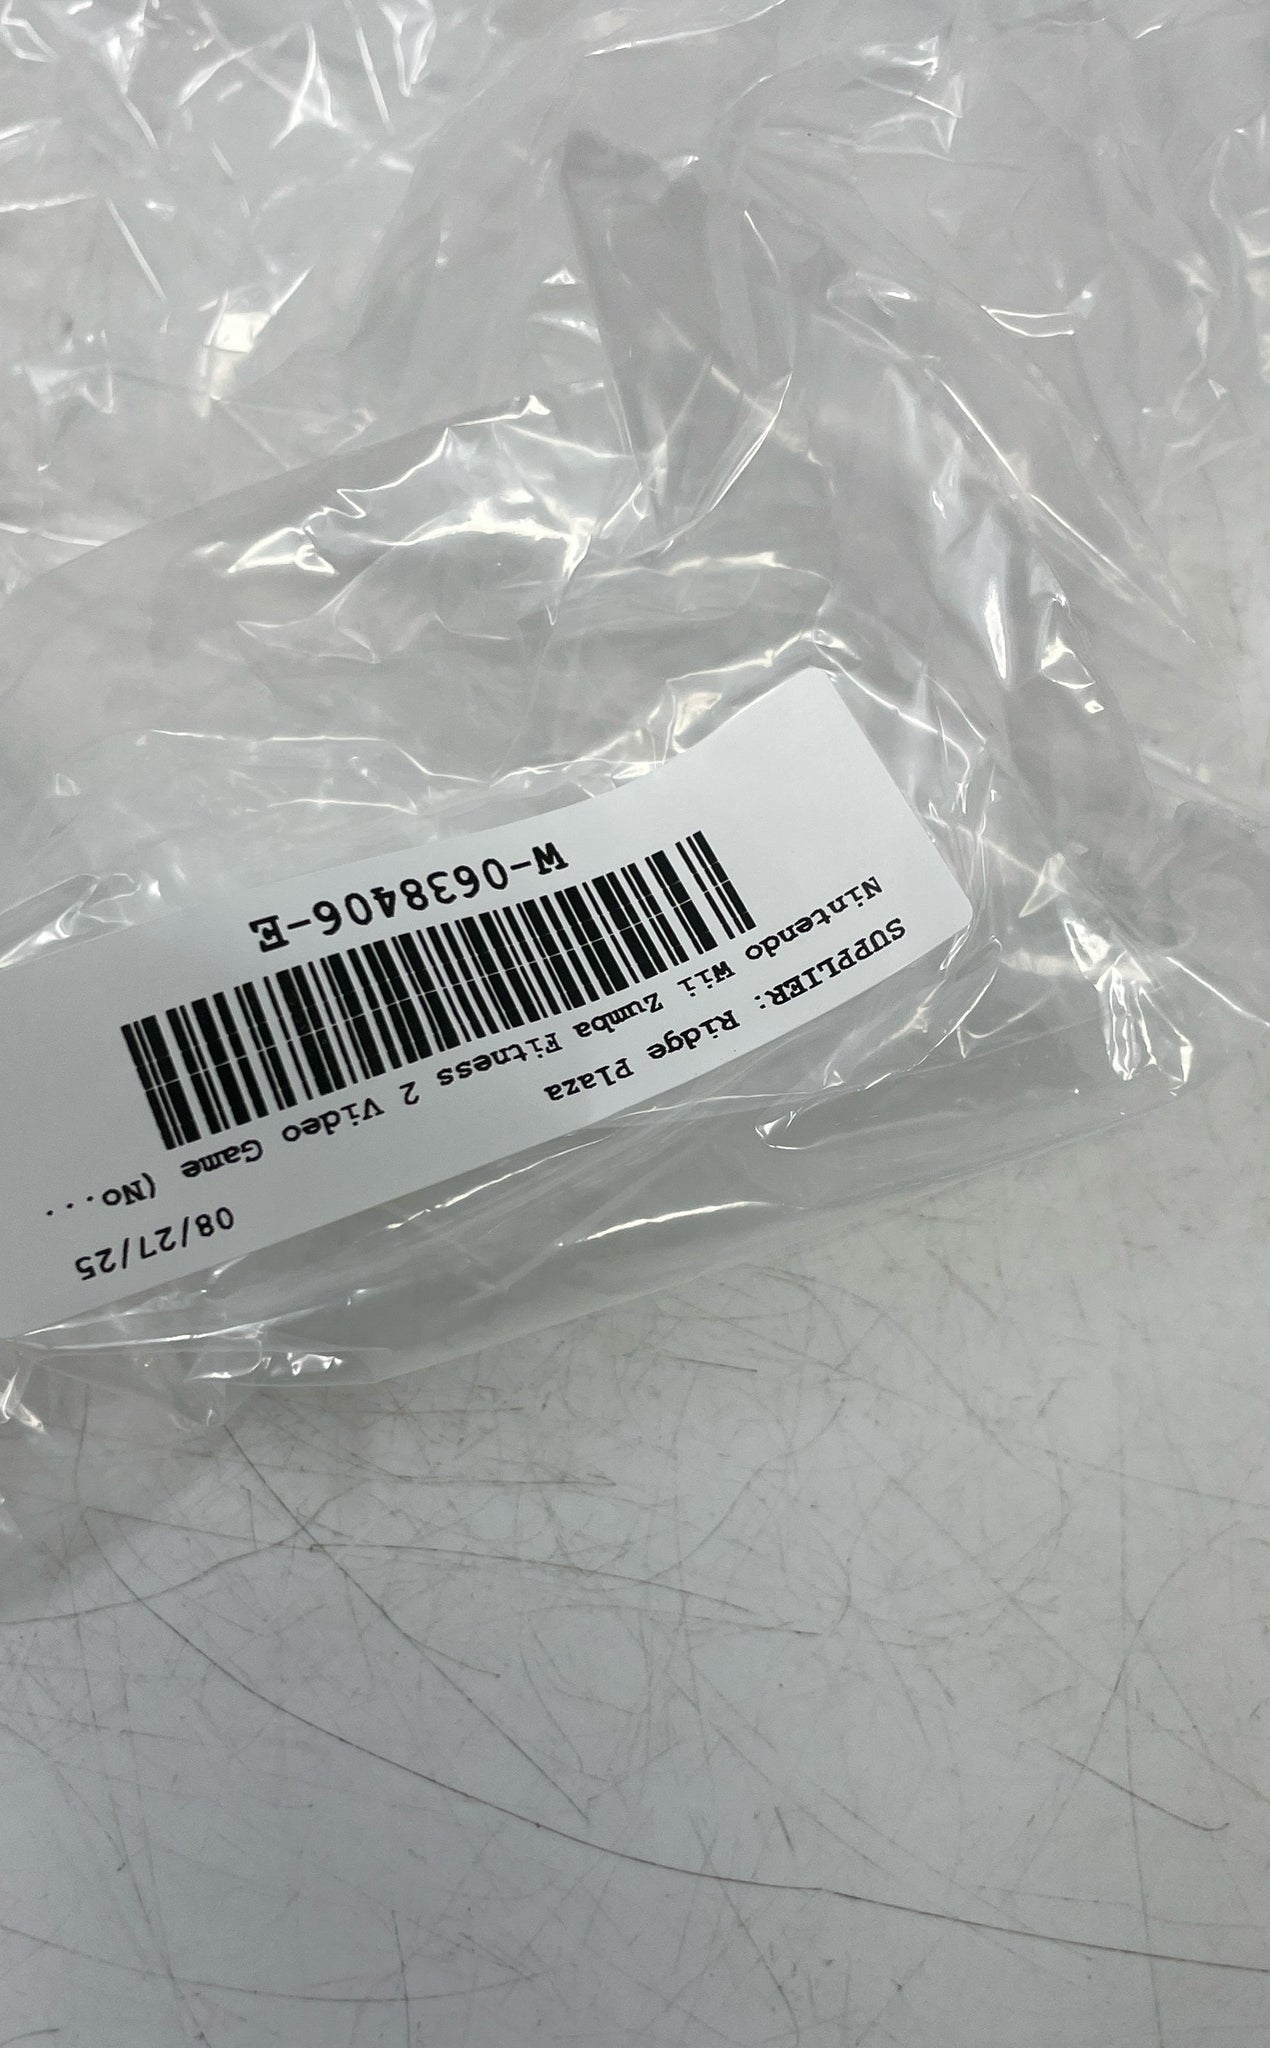 08/27/25
SUPPLIER: Ridge Plaza
Nintendo Wii Zumba Fitness 2 Video Game (No...
W-0638406-E